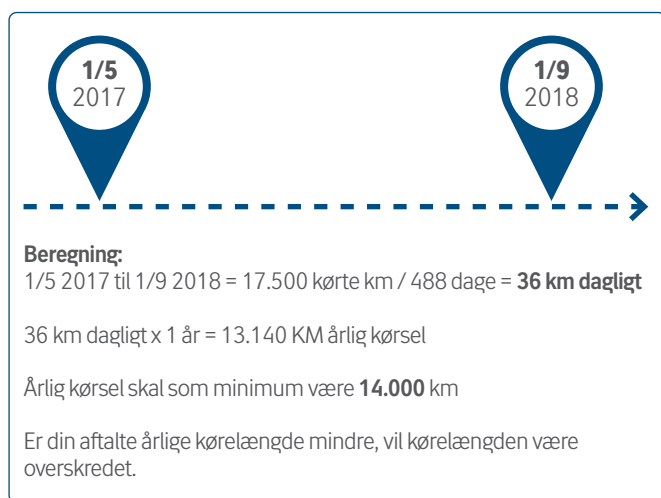 1/5
2017
1/9
2018
Beregning:
1/5 2017 til 1/9 2018 = 17.500 kørte km / 488 dage = 36 km dagligt
36 km dagligt x 1 år = 13.140 KM årlig kørsel
Årlig kørsel skal som minimum være 14.000 km
Er din aftalte årlige kørelængde mindre, vil kørelængden være
overskredet.